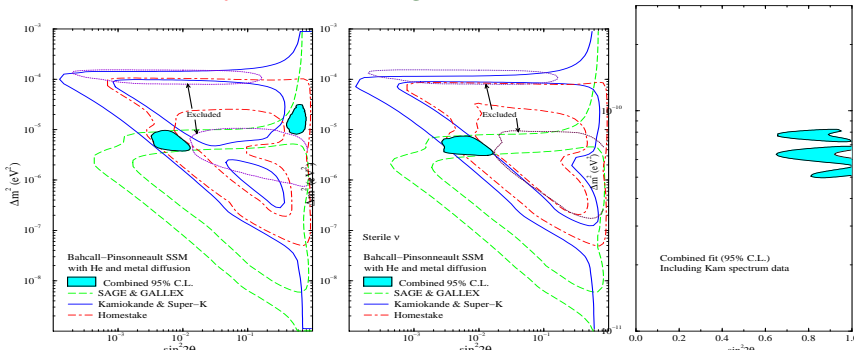 10⁻³
10⁻⁴
10⁻⁵
10⁻⁶
10⁻⁷
10⁻⁸
Δm² (eV²)
Excluded
Bahcall−Pinsonneault SSM
with He and metal diffusion
Combined 95% C.L.
SAGE & GALLEX
Kamiokande & Super−K
Homestake
10⁻³
10⁻²
10⁻¹
sin²2θ
10⁻³
10⁻⁴
10⁻⁵
10⁻⁶
10⁻⁷
10⁻⁸
Δm² (eV²)
Excluded
Sterile ν
Bahcall−Pinsonneault SSM
with He and metal diffusion
Combined 95% C.L.
SAGE & GALLEX
Kamiokande & Super−K
Homestake
10⁻³
10⁻²
10⁻¹
sin²2θ
10⁻¹⁰
10⁻¹¹
Δm² (eV²)
Combined fit (95% C.L.)
Including Kam spectrum data
0.0 0.2 0.4 0.6 0.8 1.0
sin²2θ